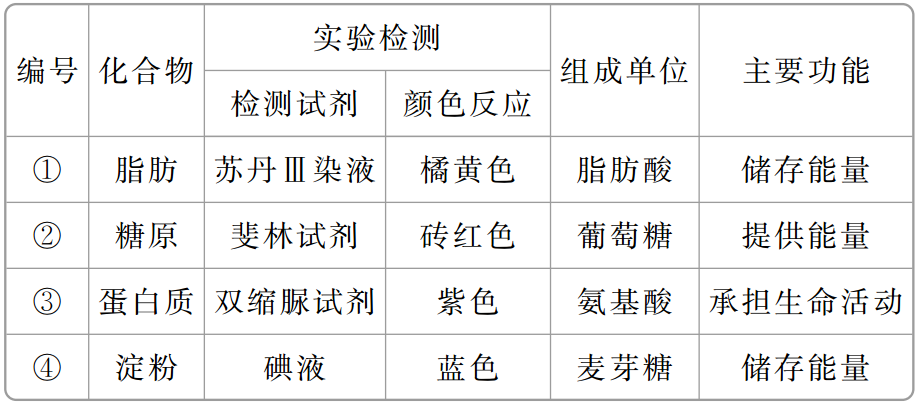 编号 化合物 实验检测 组成单位 主要功能
检测试剂 颜色反应
① 脂肪 苏丹Ⅲ染液 橘黄色 脂肪酸 储存能量
② 糖原 斐林试剂 砖红色 葡萄糖 提供能量
③ 蛋白质 双缩脲试剂 紫色 氨基酸 承担生命活动
④ 淀粉 碘液 蓝色 麦芽糖 储存能量